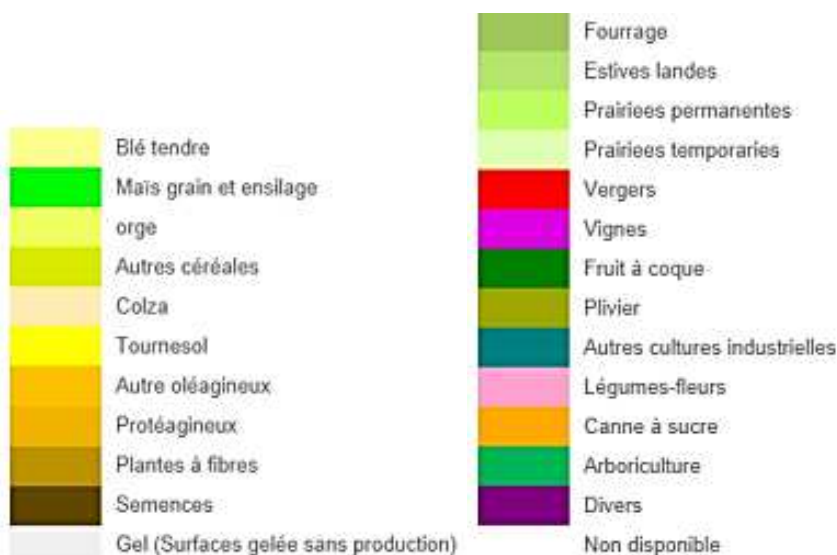 Blé tendre
Maïs grain et ensilage
orge
Autres céréales
Colza
Tournesol
Autre oléagineux
Protéagineux
Plantes à fibres
Semences
Gel (Surfaces gelée sans production)
Fourrage
Estives landes
Prairiees permanentes
Prairiees temporaries
Vergers
Vignes
Fruit à coque
Plivier
Autres cultures industrielles
Légumes-fleurs
Canne à sucre
Arboriculture
Divers
Non disponible